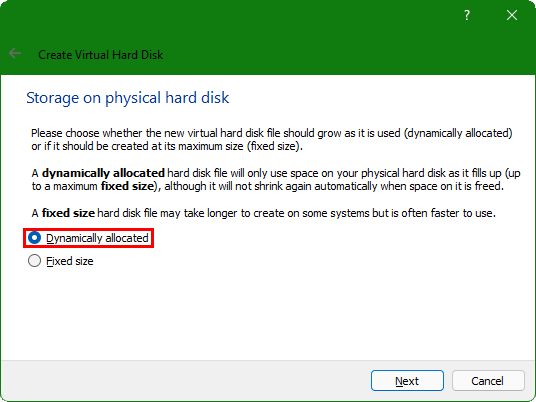 ?
Create Virtual Hard Disk
Storage on physical hard disk
Please choose whether the new virtual hard disk file should grow as it is used (dynamically allocated)
or if it should be created at its maximum size (fixed size).
A dynamically allocated hard disk file will only use space on your physical hard disk as it fills up (up
to a maximum fixed size), although it will not shrink again automatically when space on it is freed.
A fixed size hard disk file may take longer to create on some systems but is often faster to use.
Dynamically allocated
Fixed size
Next Cancel